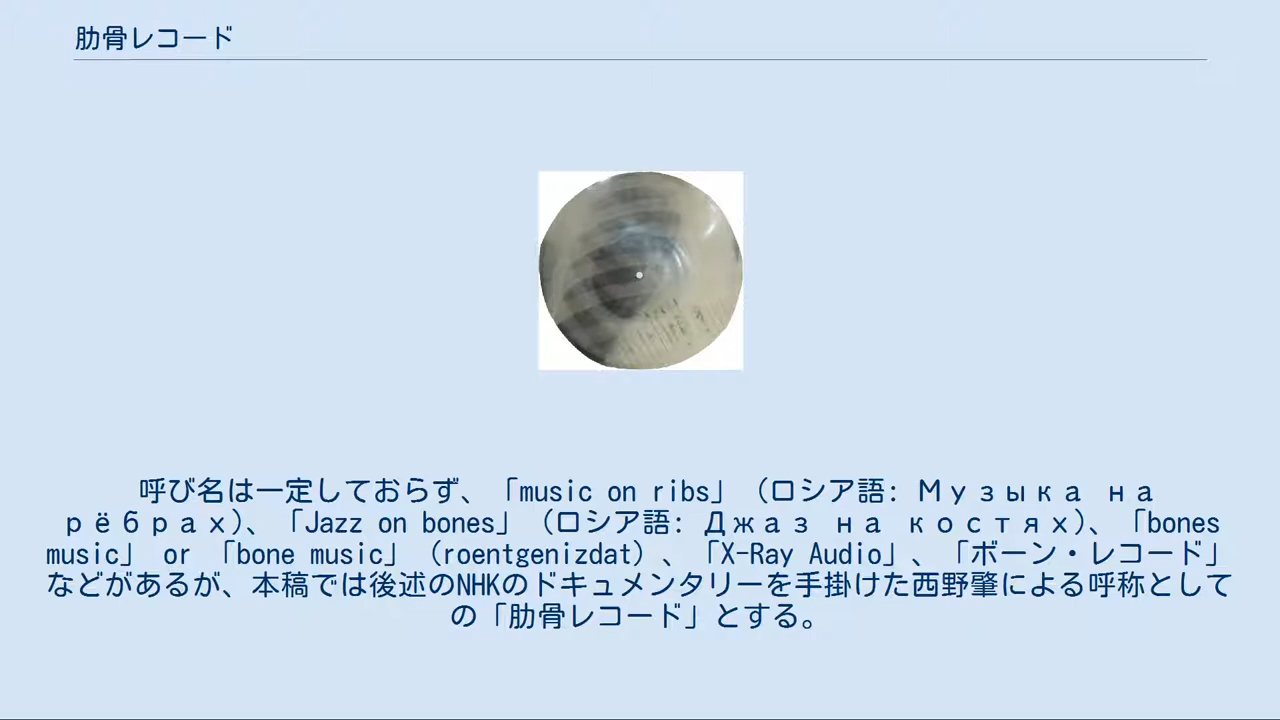 肋骨レコード
呼び名は一定しておらず、「music on ribs」（ロシア語: Музыка на
рёбрах)、「Jazz on bones」（ロシア語: Джаз на костях)、「bones
music」 or 「bone music」（roentgenizdat）、「X-Ray Audio」、「ボーン・レコード」
などがあるが、本稿では後述のNHKのドキュメンタリーを手掛けた西野肇による呼称として
の「肋骨レコード」とする。